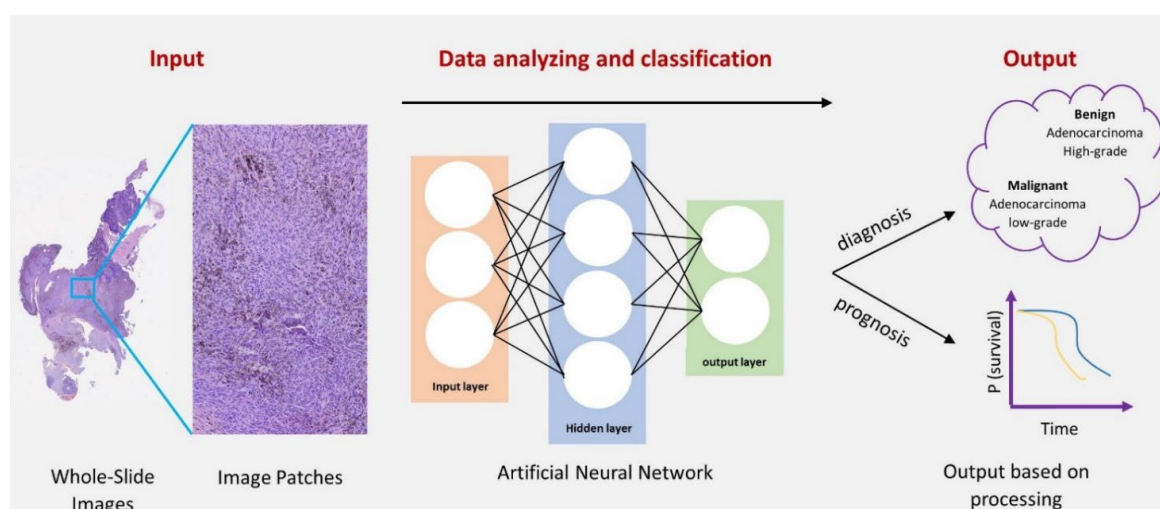 Input
Data analyzing and classification
Output
Benign
Adenocarcinoma
High-grade
Malignant
Adenocarcinoma
low-grade
diagnosis
prognosis
Input layer
Hidden layer
output layer
P (survival)
Time
Whole-Slide
Images
Image Patches
Artificial Neural Network
Output based on
processing